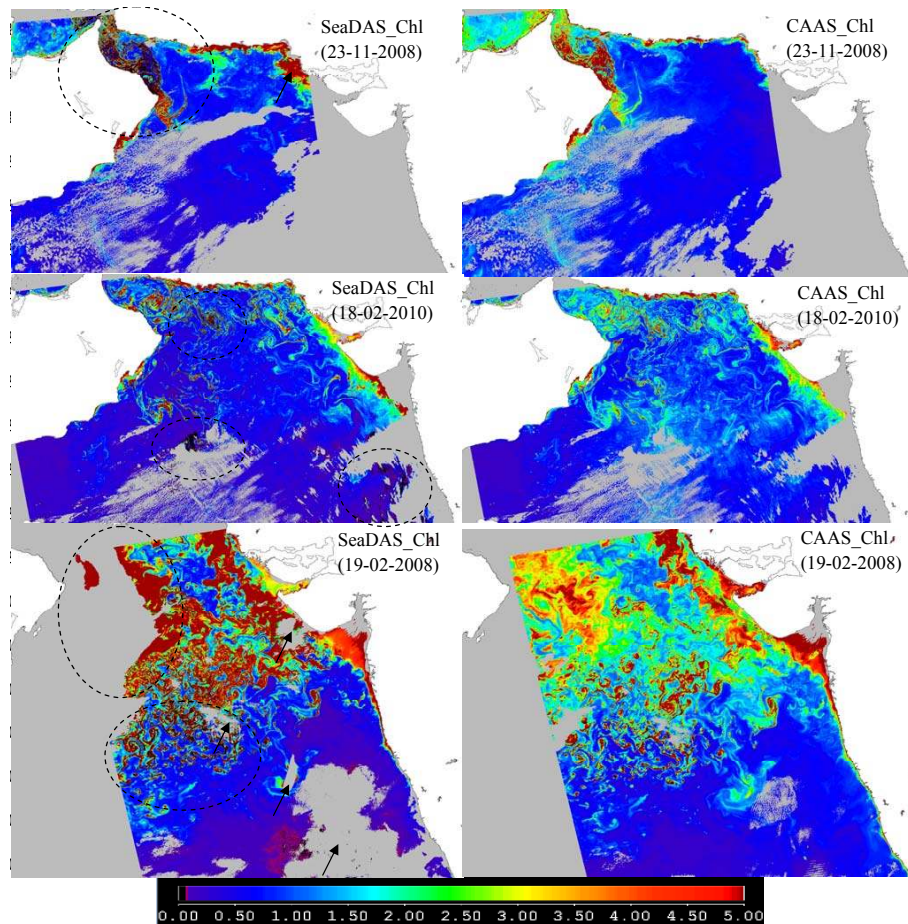 SeaDAS_Chl
(23-11-2008)
CAAS_Chl
(23-11-2008)
SeaDAS_Chl
(18-02-2010)
CAAS_Chl
(18-02-2010)
SeaDAS_Chl
(19-02-2008)
CAAS_Chl
(19-02-2008)
0.00 0.50 1.00 1.50 2.00 2.50 3.00 3.50 4.00 4.50 5.00